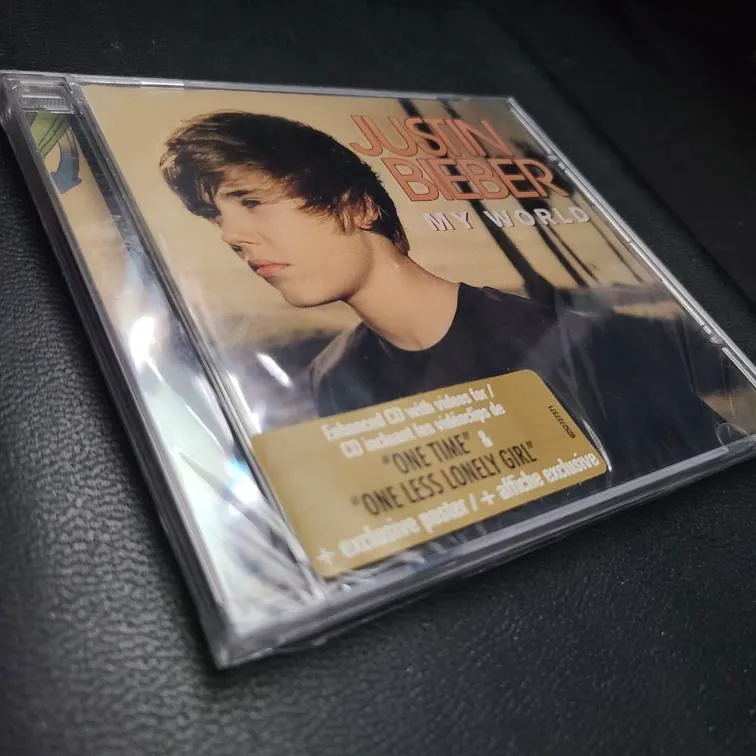 JUSTIN
BIEBER
MY WORLD
Enhanced CD with videos for /
CD incluant les vidéoclips de
"ONE TIME" &
"ONE LESS LONELY GIRL"
+ exclusive poster / + affiche exclusive